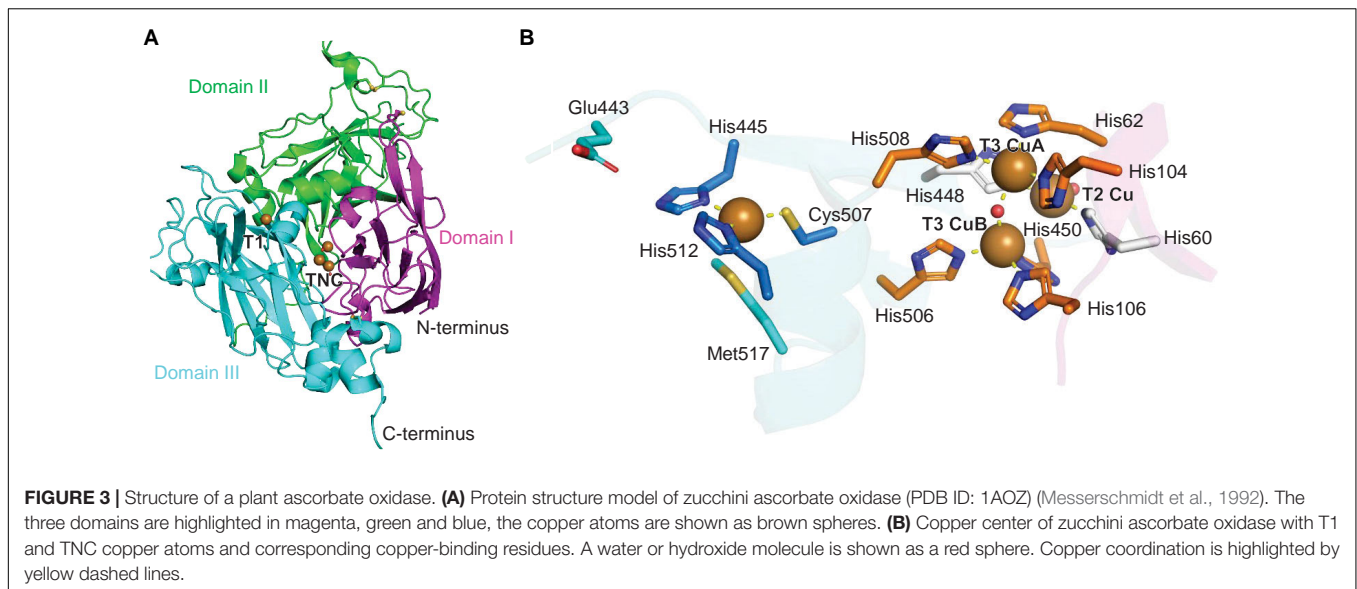 A
B
Domain II
Glu443
His445
His508
His62
T3 CuA
His104
His448
T2 Cu
T1
Cys507
T3 CuB
His450
Domain I
His512
His60
TNC
N-terminus
His506
His106
Met517
Domain III
C-terminus
FIGURE 3 | Structure of a plant ascorbate oxidase. (A) Protein structure model of zucchini ascorbate oxidase (PDB ID: 1AOZ) (Messerschmidt et al., 1992). The
three domains are highlighted in magenta, green and blue, the copper atoms are shown as brown spheres. (B) Copper center of zucchini ascorbate oxidase with T1
and TNC copper atoms and corresponding copper-binding residues. A water or hydroxide molecule is shown as a red sphere. Copper coordination is highlighted by
yellow dashed lines.